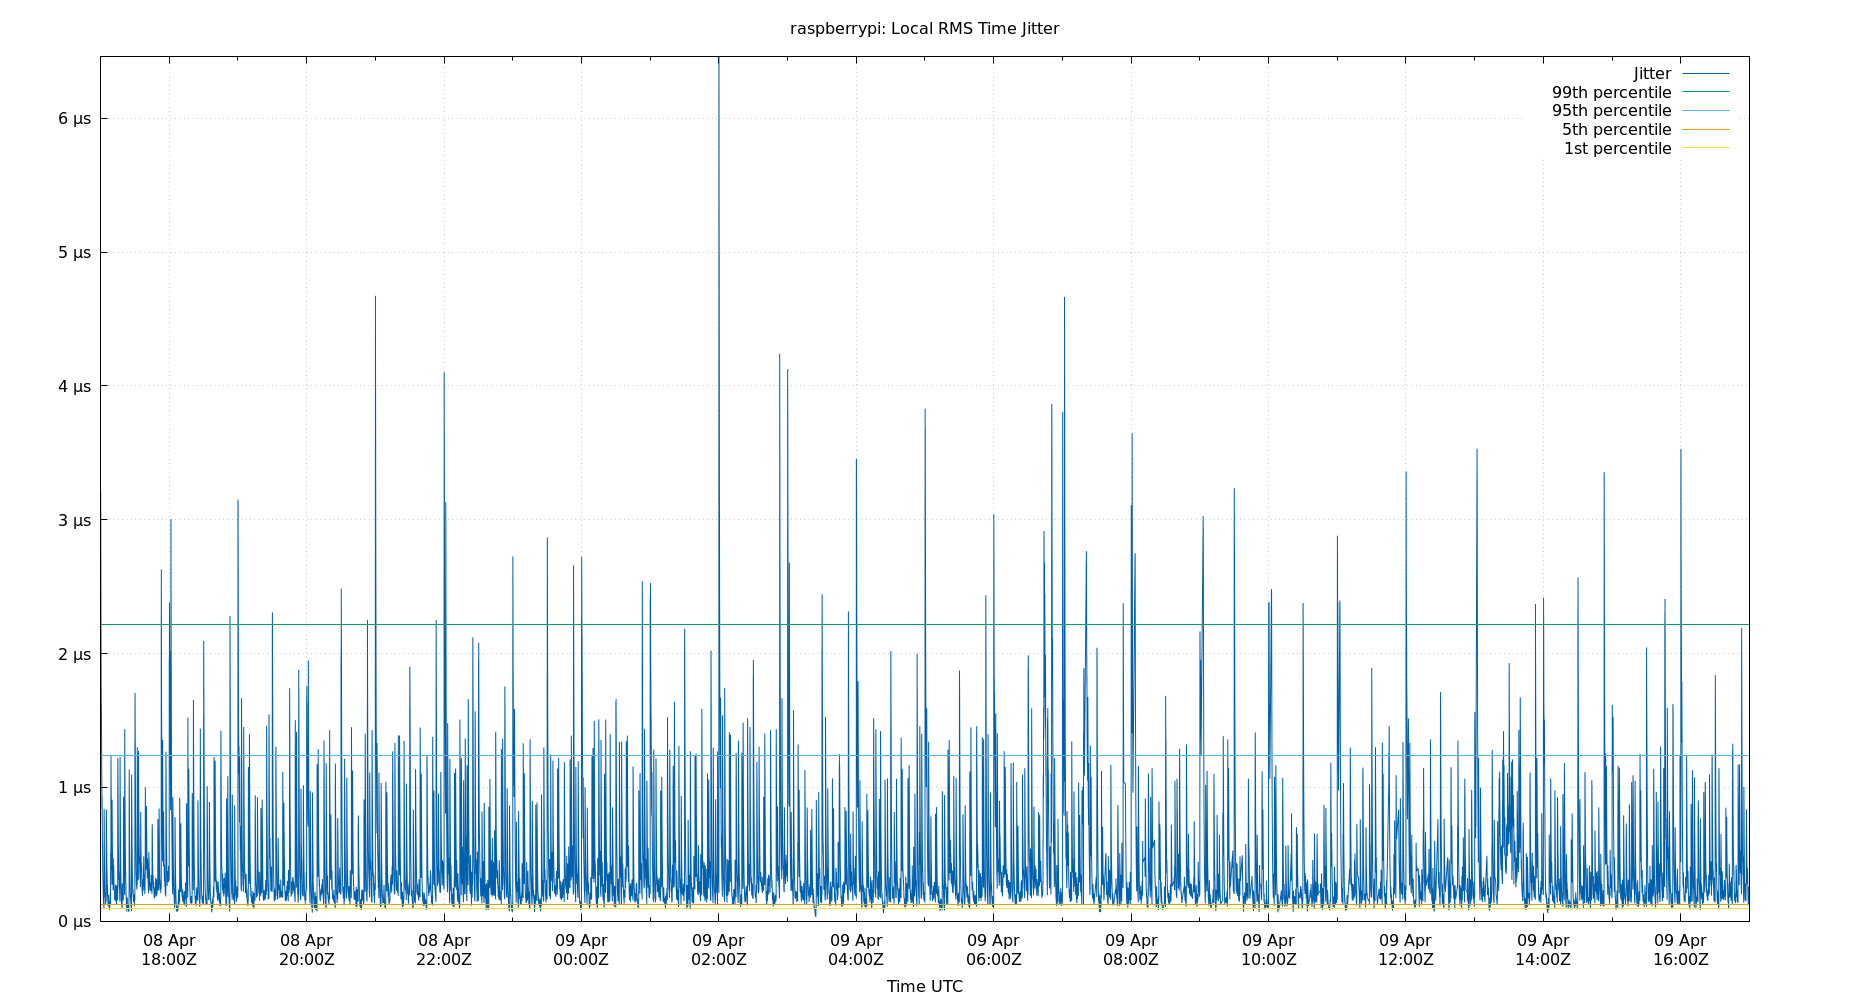 raspberrypi: Local RMS Time Jitter
Jitter
99th percentile
95th percentile
5th percentile
1st percentile
6 µs
5 µs
4 µs
3 µs
2 µs
1 µs
0 µs
08 Apr 08 Apr 08 Apr 09 Apr 09 Apr 09 Apr 09 Apr 09 Apr 09 Apr 09 Apr 09 Apr 09 Apr
18:00Z 20:00Z 22:00Z 00:00Z 02:00Z 04:00Z 06:00Z 08:00Z 10:00Z 12:00Z 14:00Z 16:00Z
Time UTC